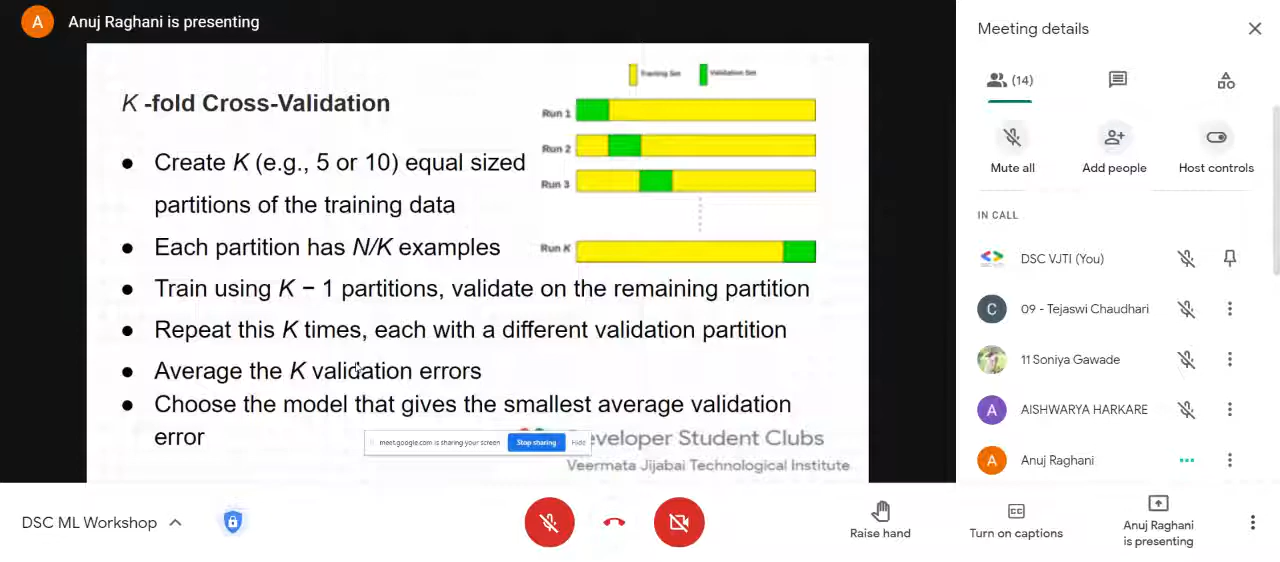 A Anuj Raghani is presenting
K -fold Cross-Validation
Training Set Validation Set
Run 1
Run 2
Run 3
Run K
● Create K (e.g., 5 or 10) equal sized
partitions of the training data
● Each partition has N/K examples
● Train using K − 1 partitions, validate on the remaining partition
● Repeat this K times, each with a different validation partition
● Average the K validation errors
● Choose the model that gives the smallest average validation
error
meet.google.com is sharing your screen Stop sharing Hide
eveloper Student Clubs
Veermata Jijabai Technological Institute
Meeting details
(14)
Mute all Add people Host controls
IN CALL
DSC VJTI (You)
C 09 - Tejaswi Chaudhari
11 Soniya Gawade
A AISHWARYA HARKARE
A Anuj Raghani
DSC ML Workshop
Raise hand
CC
Turn on captions
Anuj Raghani
is presenting